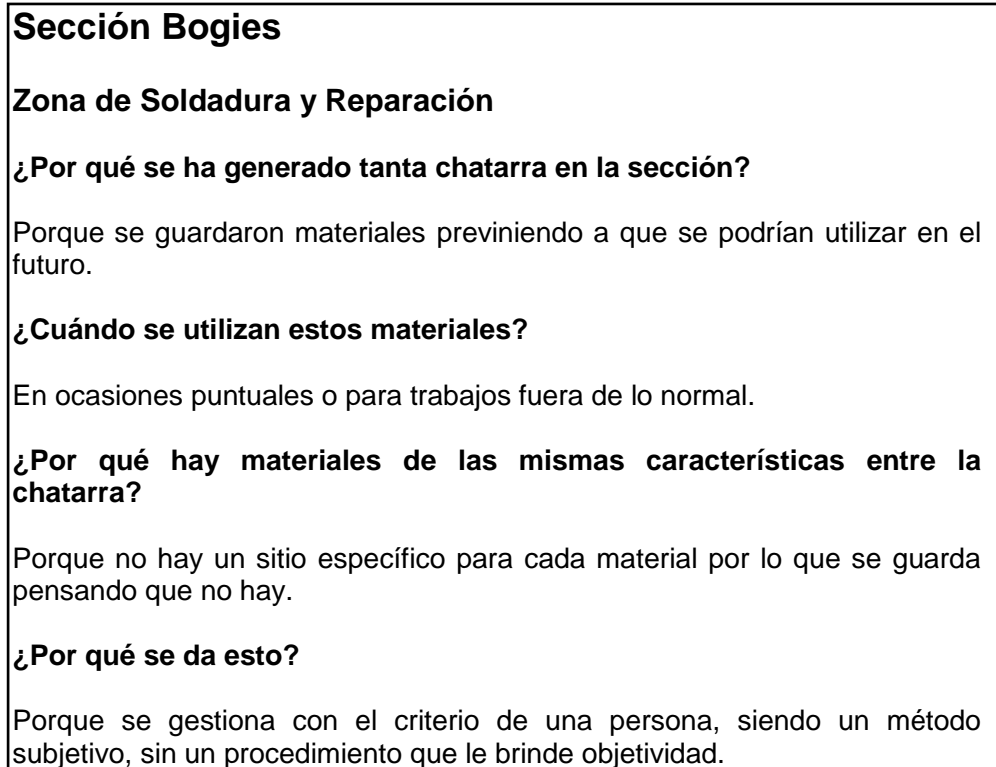 Sección Bogies
Zona de Soldadura y Reparación
¿Por qué se ha generado tanta chatarra en la sección?
Porque se guardaron materiales previniendo a que se podrían utilizar en el
futuro.
¿Cuándo se utilizan estos materiales?
En ocasiones puntuales o para trabajos fuera de lo normal.
¿Por qué hay materiales de las mismas características entre la
chatarra?
Porque no hay un sitio específico para cada material por lo que se guarda
pensando que no hay.
¿Por qué se da esto?
Porque se gestiona con el criterio de una persona, siendo un método
subjetivo, sin un procedimiento que le brinde objetividad.